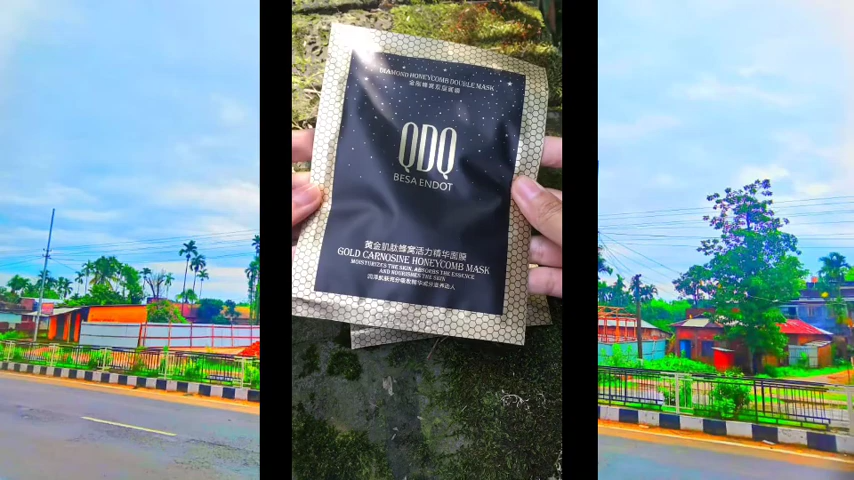 DIAMOND HONEYCOMB DOUBLE MASK
QDQ
BESA ENDOT
黄金肌肽蜂窝活力精华面膜
GOLD CARNOSINE HONEYCOMB MASK
MOISTURIZES THE SKIN, ABSORBS THE ESSENCE
AND NOURISHES THE SKIN